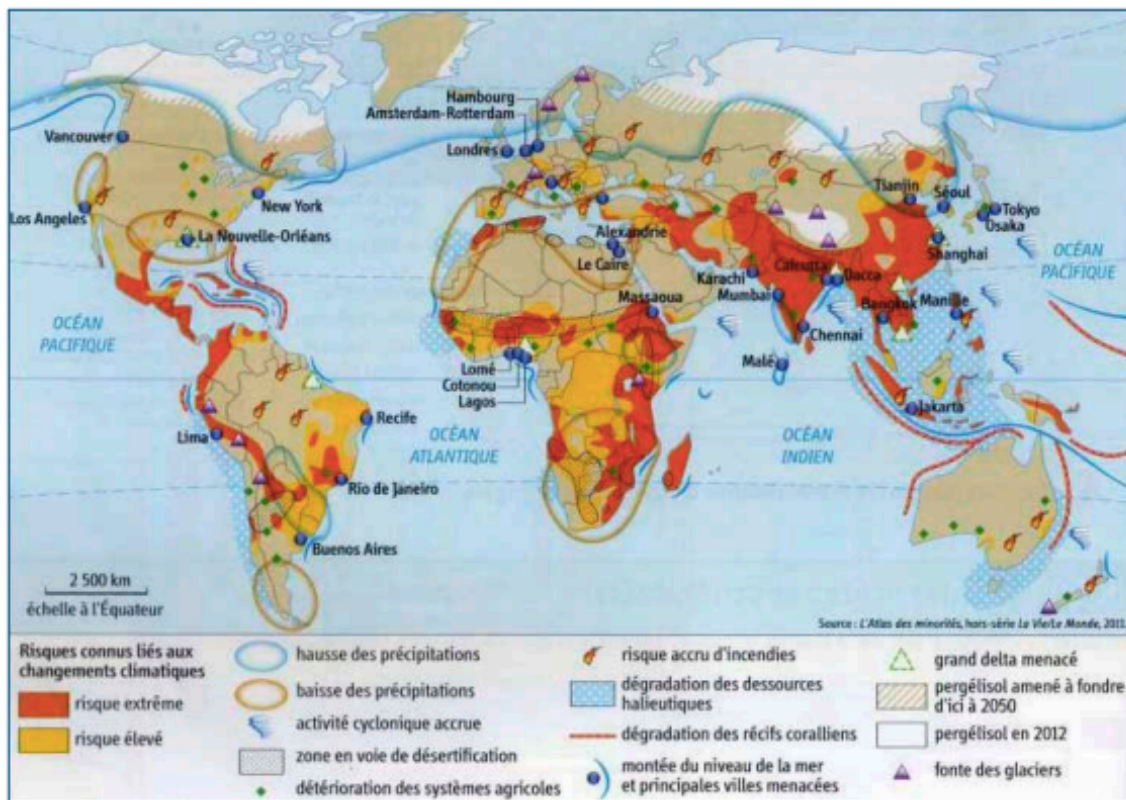 Vancouver
Los Angeles
New York
La Nouvelle-Orléans
Hambourg
Amsterdam-Rotterdam
Londres
Alexandrie
Le Caire
Massaoua
Karachi
Mumbai
Calcutta
Dacca
Chennai
Malé
Bangkok
Manille
Tianjin
Séoul
Tokyo
Osaka
Shanghai
Jakarta
Lomé
Cotonou
Lagos
Recife
Lima
Rio de Janeiro
Buenos Aires
OCÉAN
PACIFIQUE
OCÉAN
ATLANTIQUE
OCÉAN
INDIEN
OCÉAN
PACIFIQUE
2 500 km
échelle à l'Équateur
Source : L'Atlas des minorités, hors-série La Vie/Le Monde, 2011
Risques connus liés aux
changements climatiques
risque extrême
risque élevé
hausse des précipitations
baisse des précipitations
activité cyclonique accrue
zone en voie de désertification
détérioration des systèmes agricoles
risque accru d'incendies
dégradation des dessources
halieutiques
dégradation des récifs coralliens
montée du niveau de la mer
et principales villes menacées
grand delta menacé
pergélisol amené à fondre
d'ici à 2050
pergélisol en 2012
fonte des glaciers